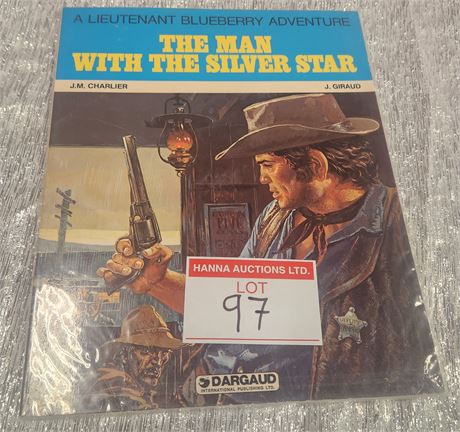 A LIEUTENANT BLUEBERRY ADVENTURE
THE MAN
WITH THE SILVER STAR
J.M. CHARLIER
J. GIRAUD
HANNA AUCTIONS LTD.
LOT
97
DARGAUD
INTERNATIONAL PUBLISHING LTD.